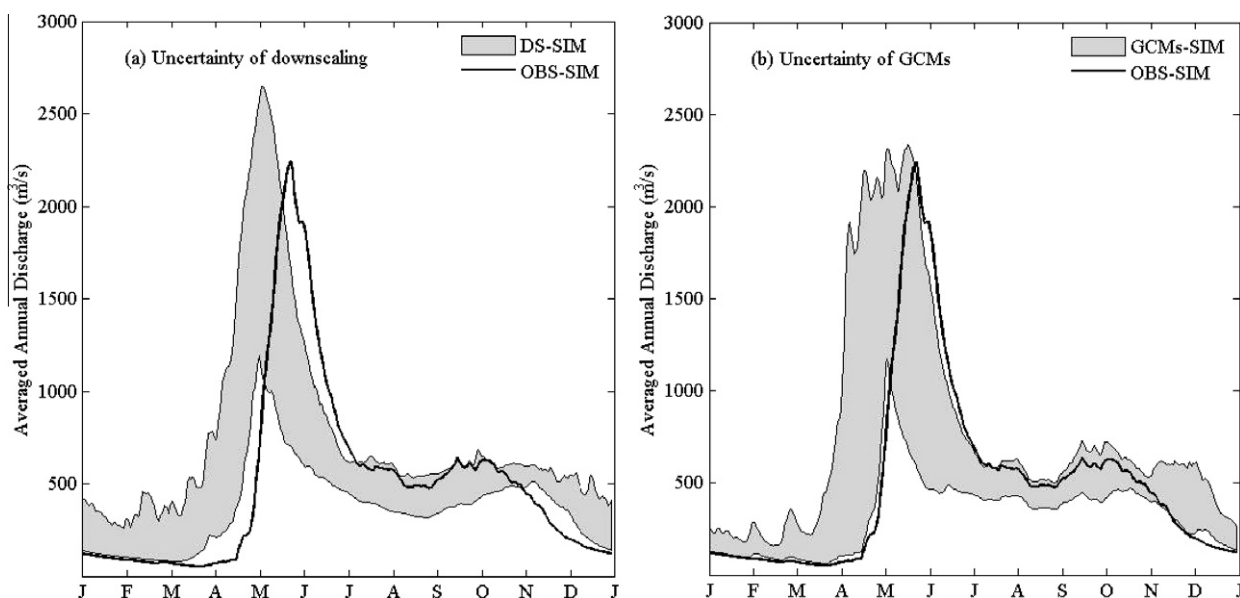 (a) Uncertainty of downscaling
DS-SIM
OBS-SIM
Averaged Annual Discharge (m³/s)
3000
2500
2000
1500
1000
500
J F M A M J J A S O N D J
(b) Uncertainty of GCMs
GCMs-SIM
OBS-SIM
Averaged Annual Discharge (m³/s)
3000
2500
2000
1500
1000
500
J F M A M J J A S O N D J